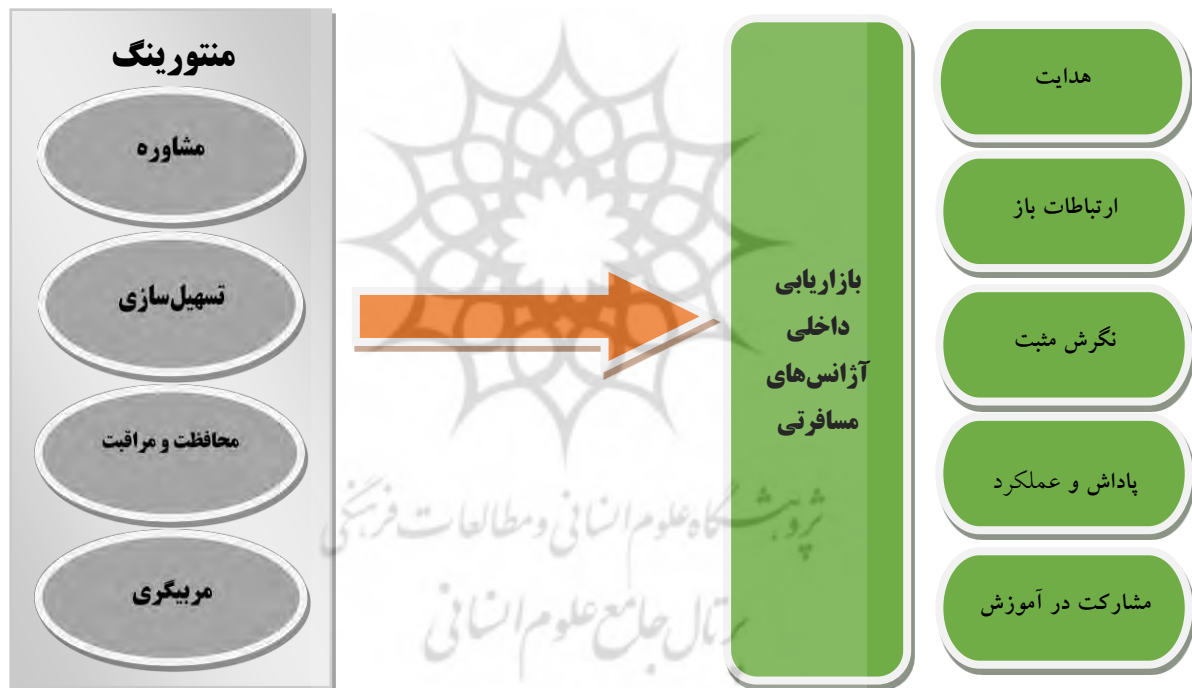 منتورینگ
مشاوره
تسهیل‌سازی
محافظت و مراقبت
مربیگری
بازاریابی
داخلی
آژانس‌های
مسافرتی
هدایت
ارتباطات باز
نگرش مثبت
پاداش و عملکرد
مشارکت در آموزش
پژوهشگاه علوم انسانی و مطالعات فرهنگی
پرتال جامع علوم انسانی